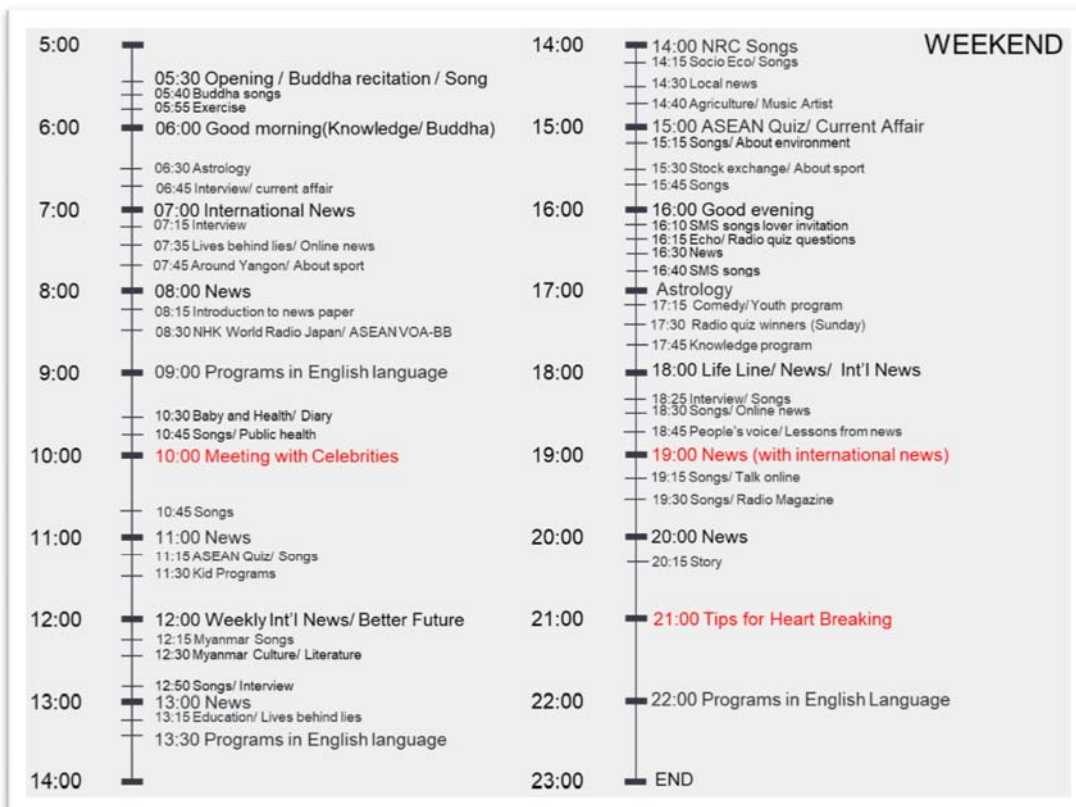 WEEKEND
5:00
05:30 Opening / Buddha recitation / Song
05:40 Buddha songs
05:55 Exercise
6:00 06:00 Good morning(Knowledge/ Buddha)
06:30 Astrology
06:45 Interview/ current affair
7:00 07:00 International News
07:15 Interview
07:35 Lives behind lies/ Online news
07:45 Around Yangon/ About sport
8:00 08:00 News
08:15 Introduction to news paper
08:30 NHK World Radio Japan/ ASEAN VOA-BB
9:00 09:00 Programs in English language
10:30 Baby and Health/ Diary
10:45 Songs/ Public health
10:00 10:00 Meeting with Celebrities
10:45 Songs
11:00 11:00 News
11:15 ASEAN Quiz/ Songs
11:30 Kid Programs
12:00 12:00 Weekly Int'l News/ Better Future
12:15 Myanmar Songs
12:30 Myanmar Culture/ Literature
12:50 Songs/ Interview
13:00 13:00 News
13:15 Education/ Lives behind lies
13:30 Programs in English language
14:00
14:00 14:00 NRC Songs
14:15 Socio Eco/ Songs
14:30 Local news
14:40 Agriculture/ Music Artist
15:00 15:00 ASEAN Quiz/ Current Affair
15:15 Songs/ About environment
15:30 Stock exchange/ About sport
15:45 Songs
16:00 16:00 Good evening
16:10 SMS songs lover invitation
16:15 Echo/ Radio quiz questions
16:30 News
16:40 SMS songs
17:00 Astrology
17:15 Comedy/ Youth program
17:30 Radio quiz winners (Sunday)
17:45 Knowledge program
18:00 18:00 Life Line/ News/ Int'l News
18:25 Interview/ Songs
18:30 Songs/ Online news
18:45 People's voice/ Lessons from news
19:00 19:00 News (with international news)
19:15 Songs/ Talk online
19:30 Songs/ Radio Magazine
20:00 20:00 News
20:15 Story
21:00 21:00 Tips for Heart Breaking
22:00 22:00 Programs in English Language
23:00 END